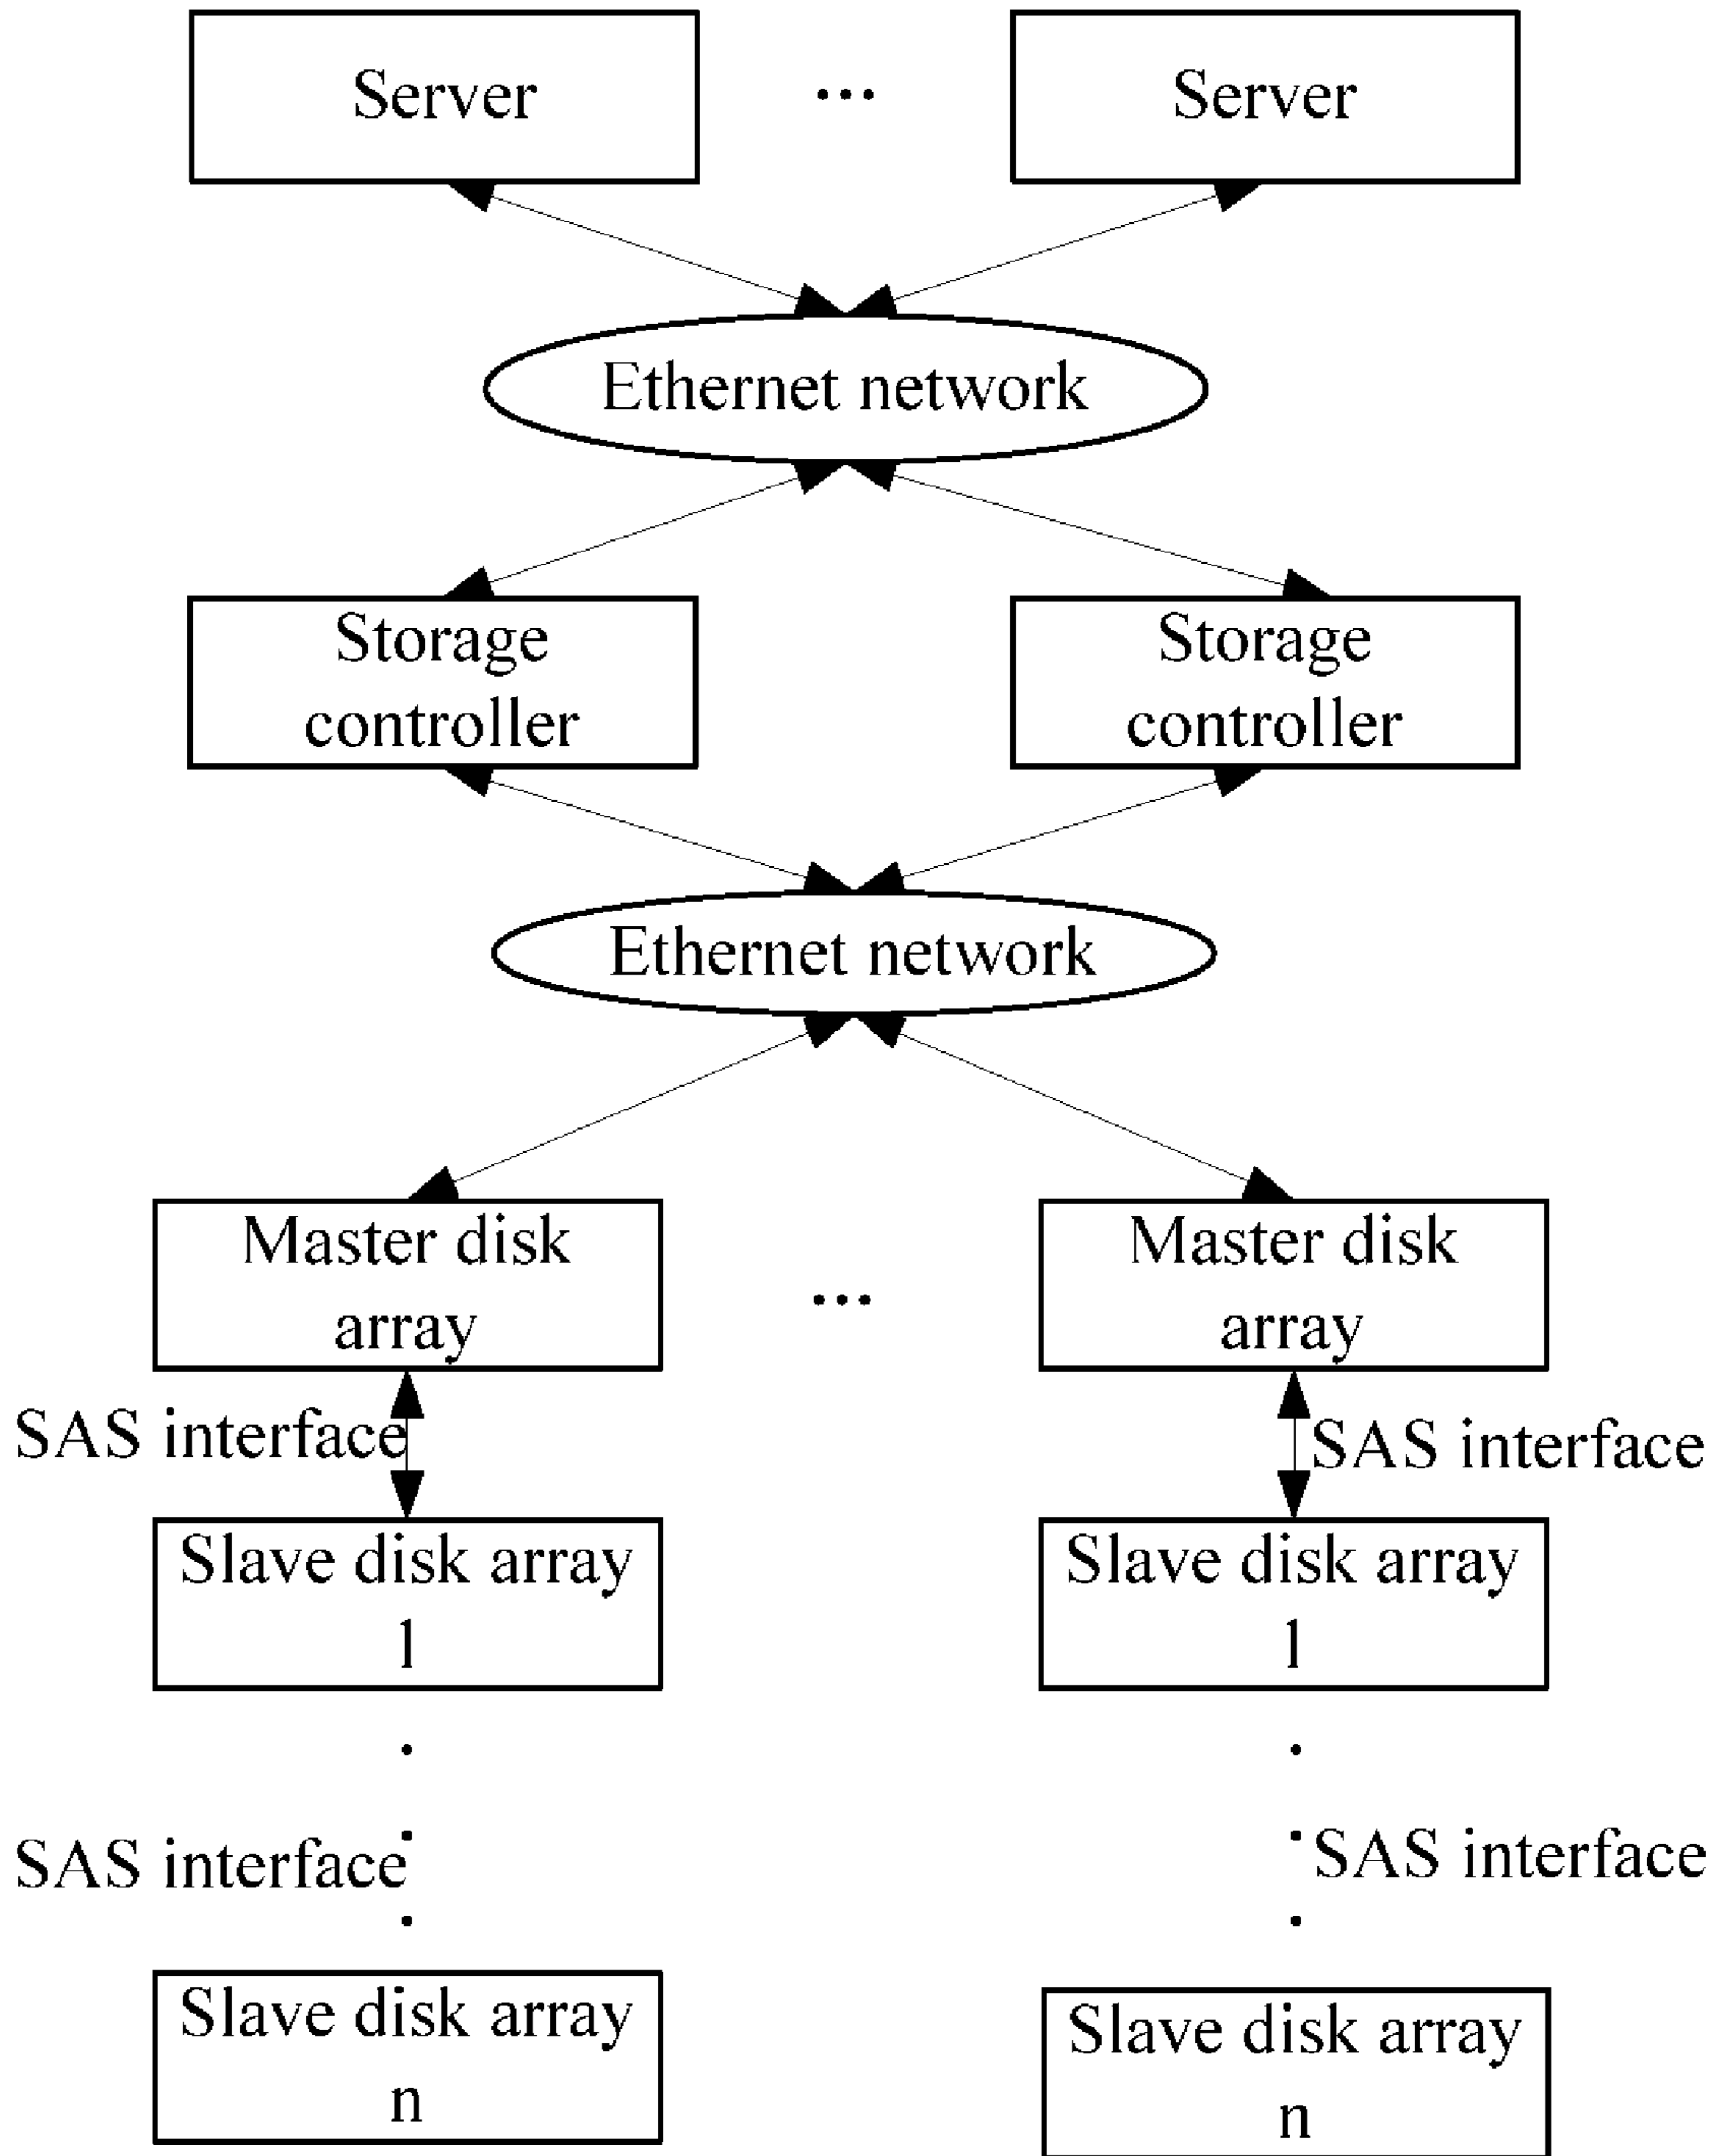 Server
...
Server
Ethernet network
Storage
controller
Storage
controller
Ethernet network
Master disk
array
...
Master disk
array
SAS interface
SAS interface
Slave disk array
1
Slave disk array
1
SAS interface
SAS interface
Slave disk array
n
Slave disk array
n